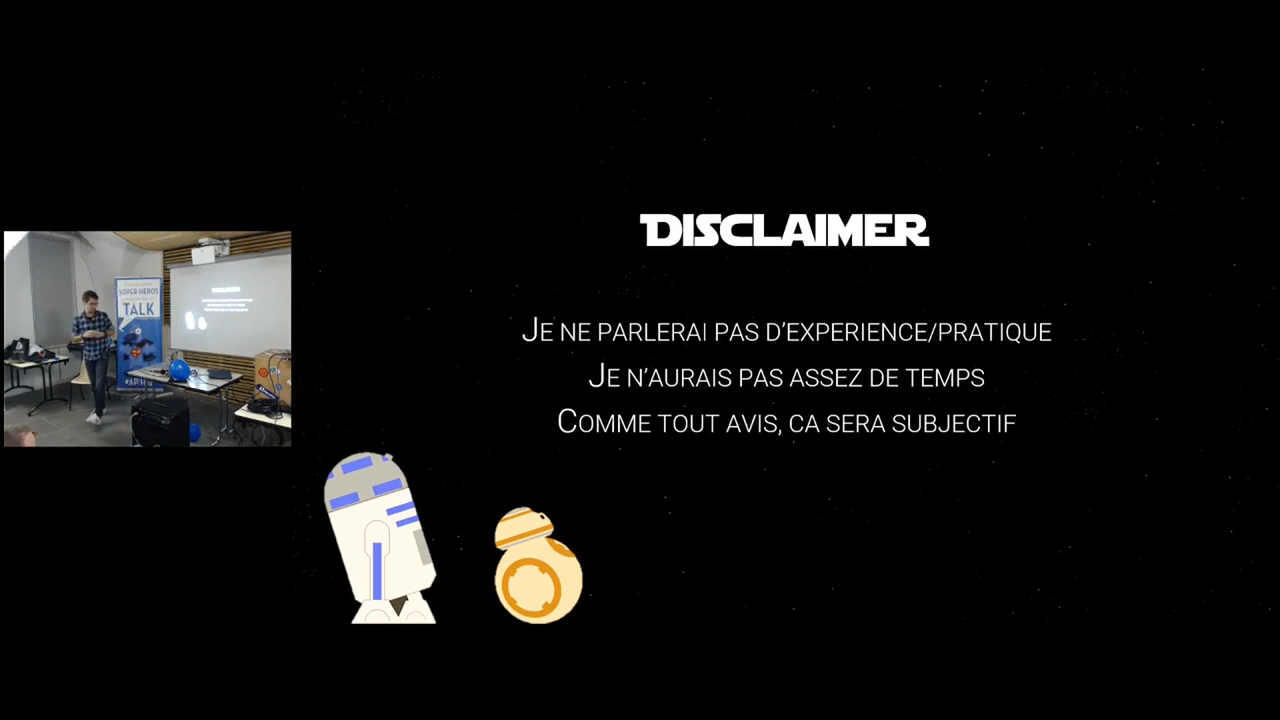 DISCLAIMER
JE NE PARLERAI PAS D'EXPERIENCE/PRATIQUE
JE N'AURAIS PAS ASSEZ DE TEMPS
COMME TOUT AVIS, CA SERA SUBJECTIF
SUPER HEROS
TALK
DISCLAIMER